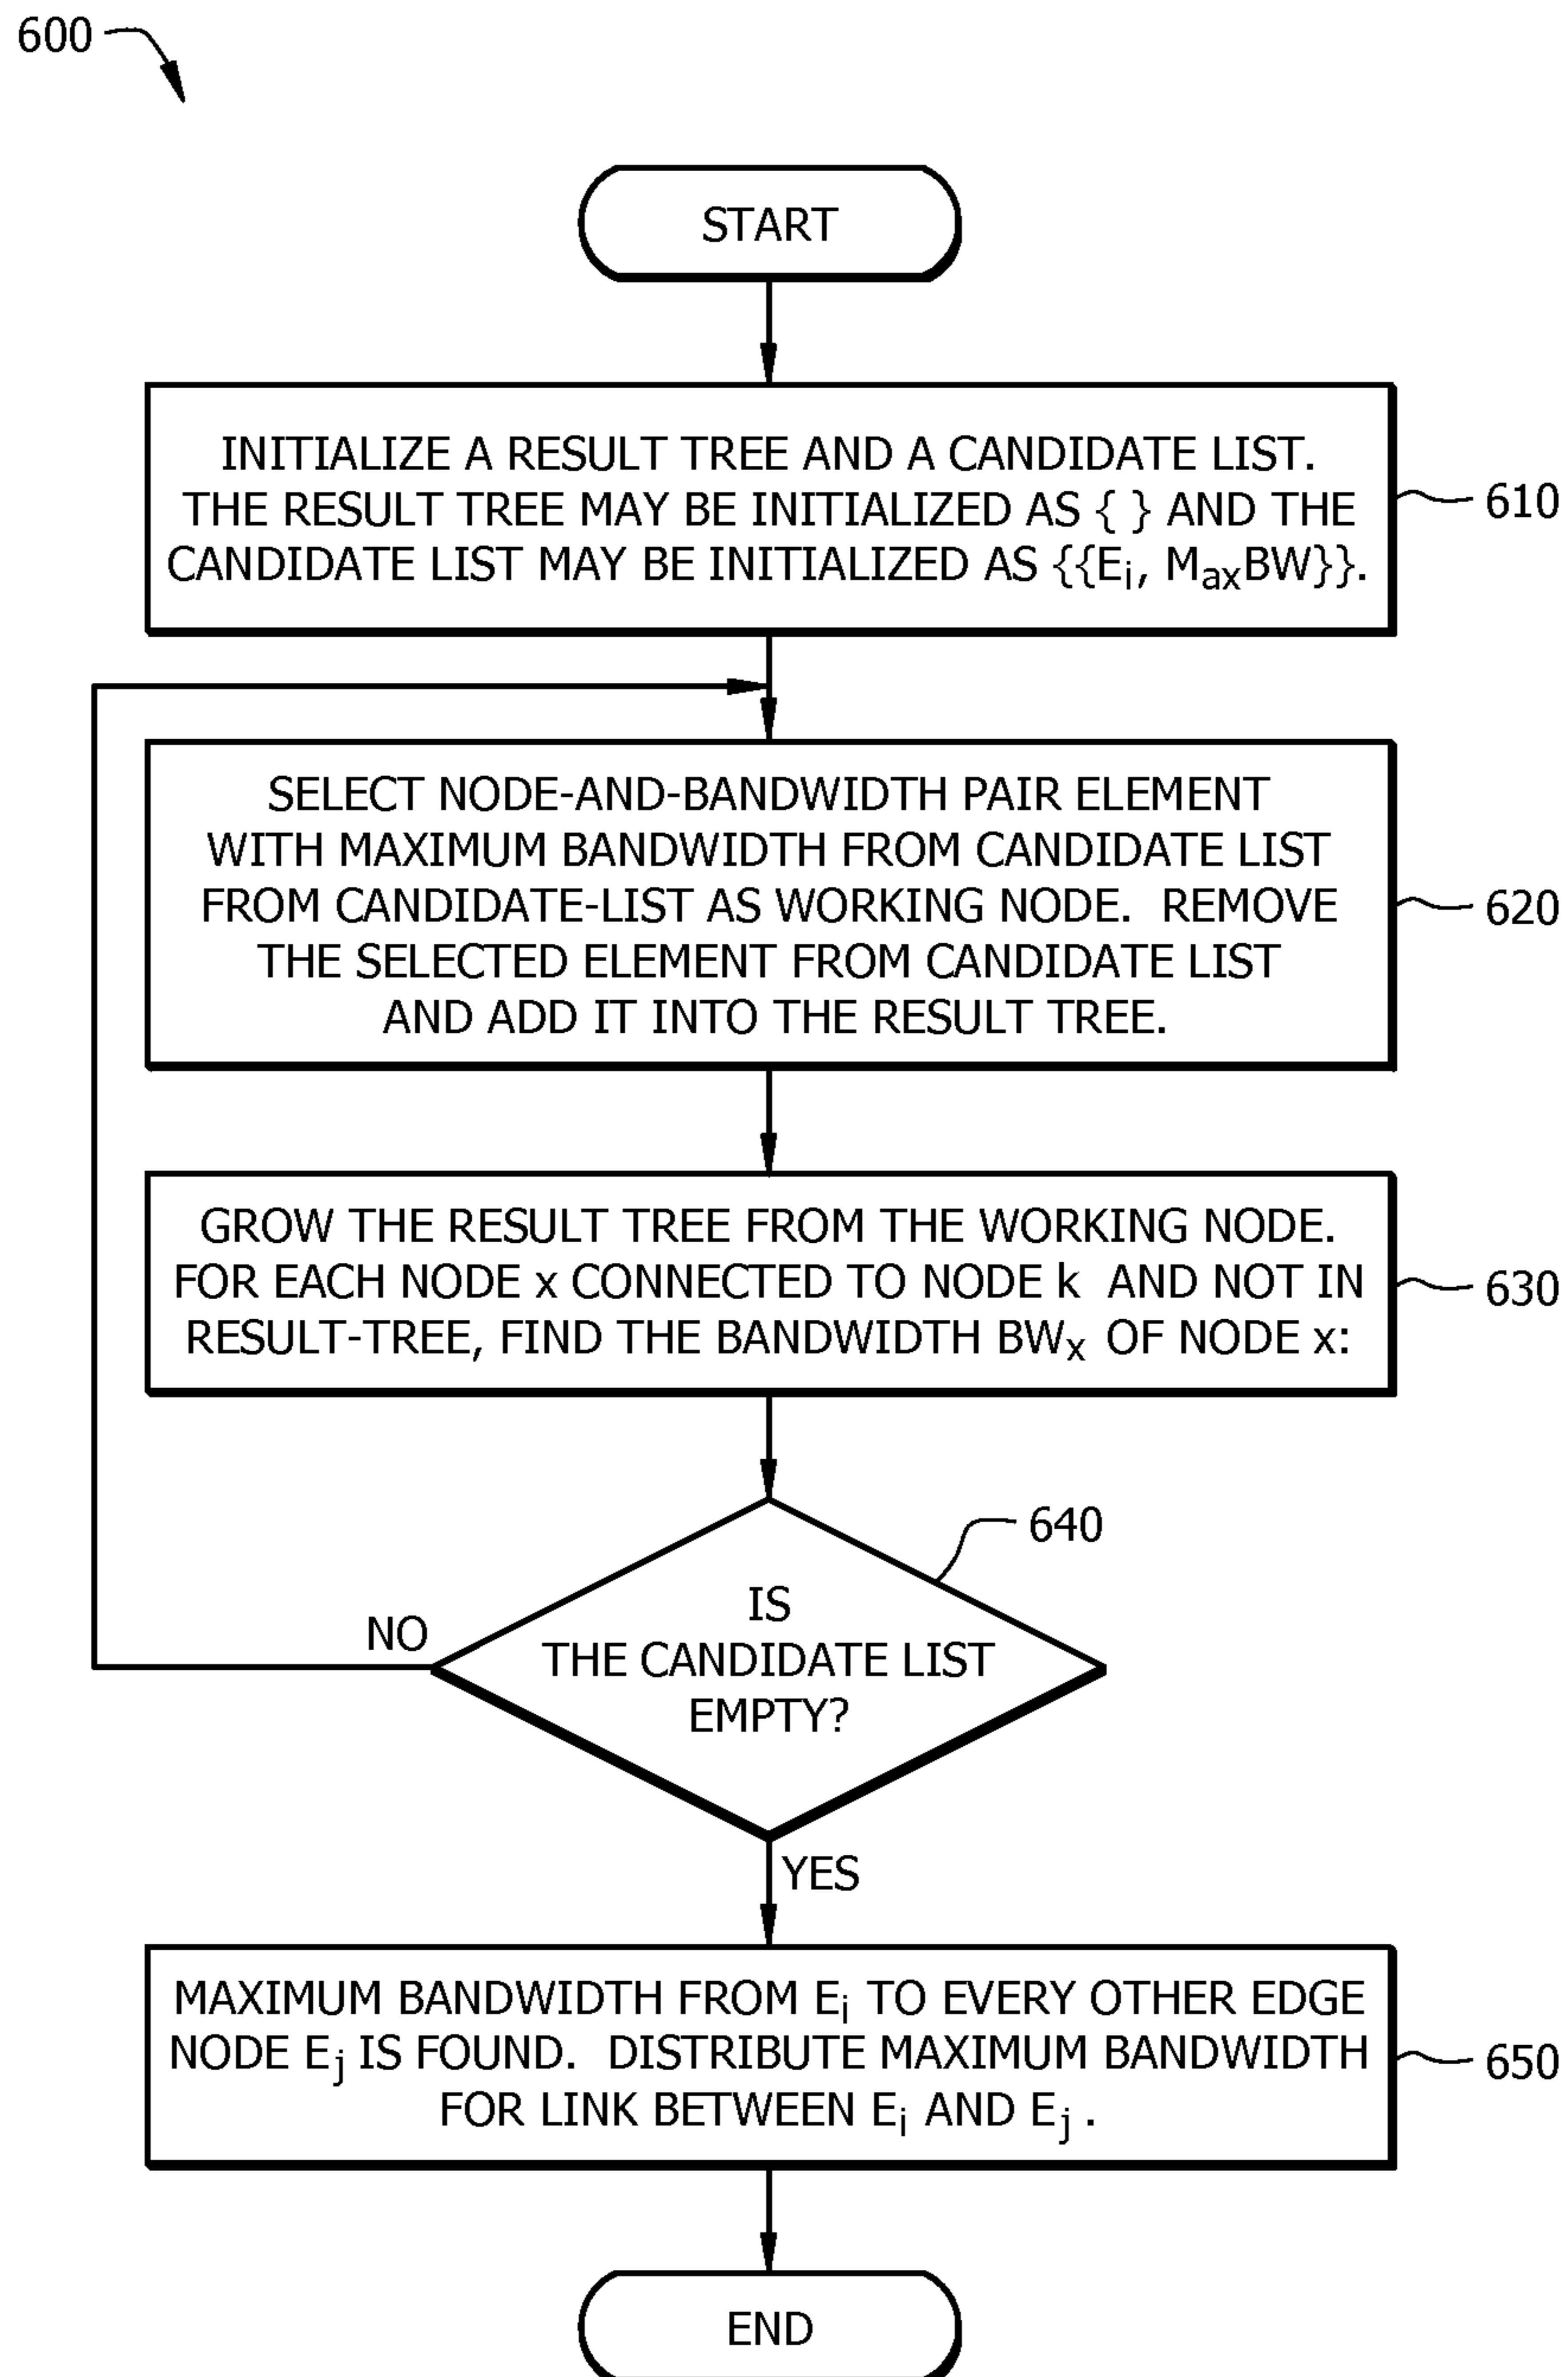 600
START
INITIALIZE A RESULT TREE AND A CANDIDATE LIST.
THE RESULT TREE MAY BE INITIALIZED AS { } AND THE
CANDIDATE LIST MAY BE INITIALIZED AS {{Ei, MaxBW}}.
610
SELECT NODE-AND-BANDWIDTH PAIR ELEMENT
WITH MAXIMUM BANDWIDTH FROM CANDIDATE LIST
FROM CANDIDATE-LIST AS WORKING NODE. REMOVE
THE SELECTED ELEMENT FROM CANDIDATE LIST
AND ADD IT INTO THE RESULT TREE.
620
GROW THE RESULT TREE FROM THE WORKING NODE.
FOR EACH NODE x CONNECTED TO NODE k AND NOT IN
RESULT-TREE, FIND THE BANDWIDTH BWx OF NODE x:
630
640
IS
THE CANDIDATE LIST
EMPTY?
NO
YES
MAXIMUM BANDWIDTH FROM Ei TO EVERY OTHER EDGE
NODE Ej IS FOUND. DISTRIBUTE MAXIMUM BANDWIDTH
FOR LINK BETWEEN Ei AND Ej.
650
END